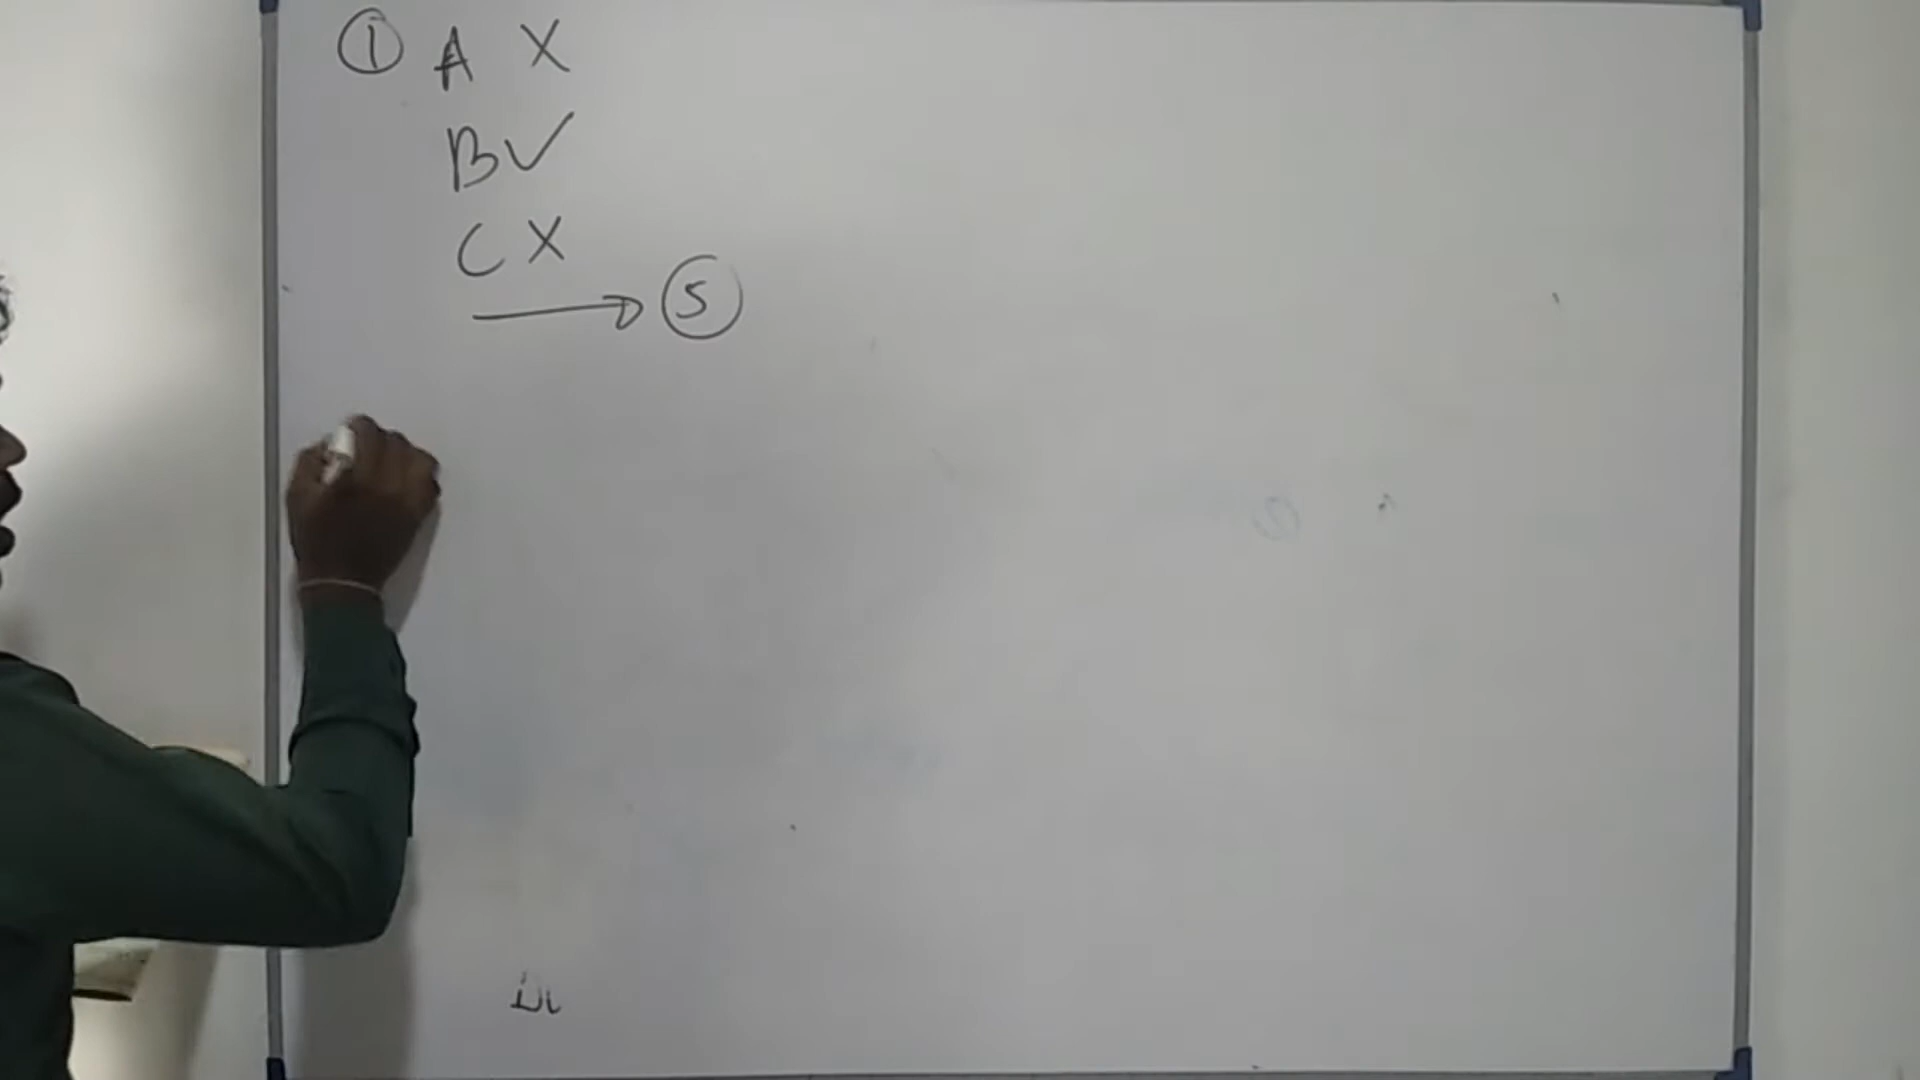 ① A X
B ✓
C X
→ ⑤